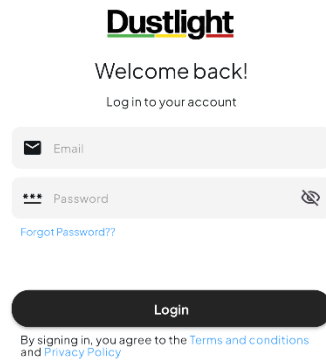 Dustlight
Welcome back!
Log in to your account
Email
Password
Forgot Password??
Login
By signing in, you agree to the Terms and conditions
and Privacy Policy